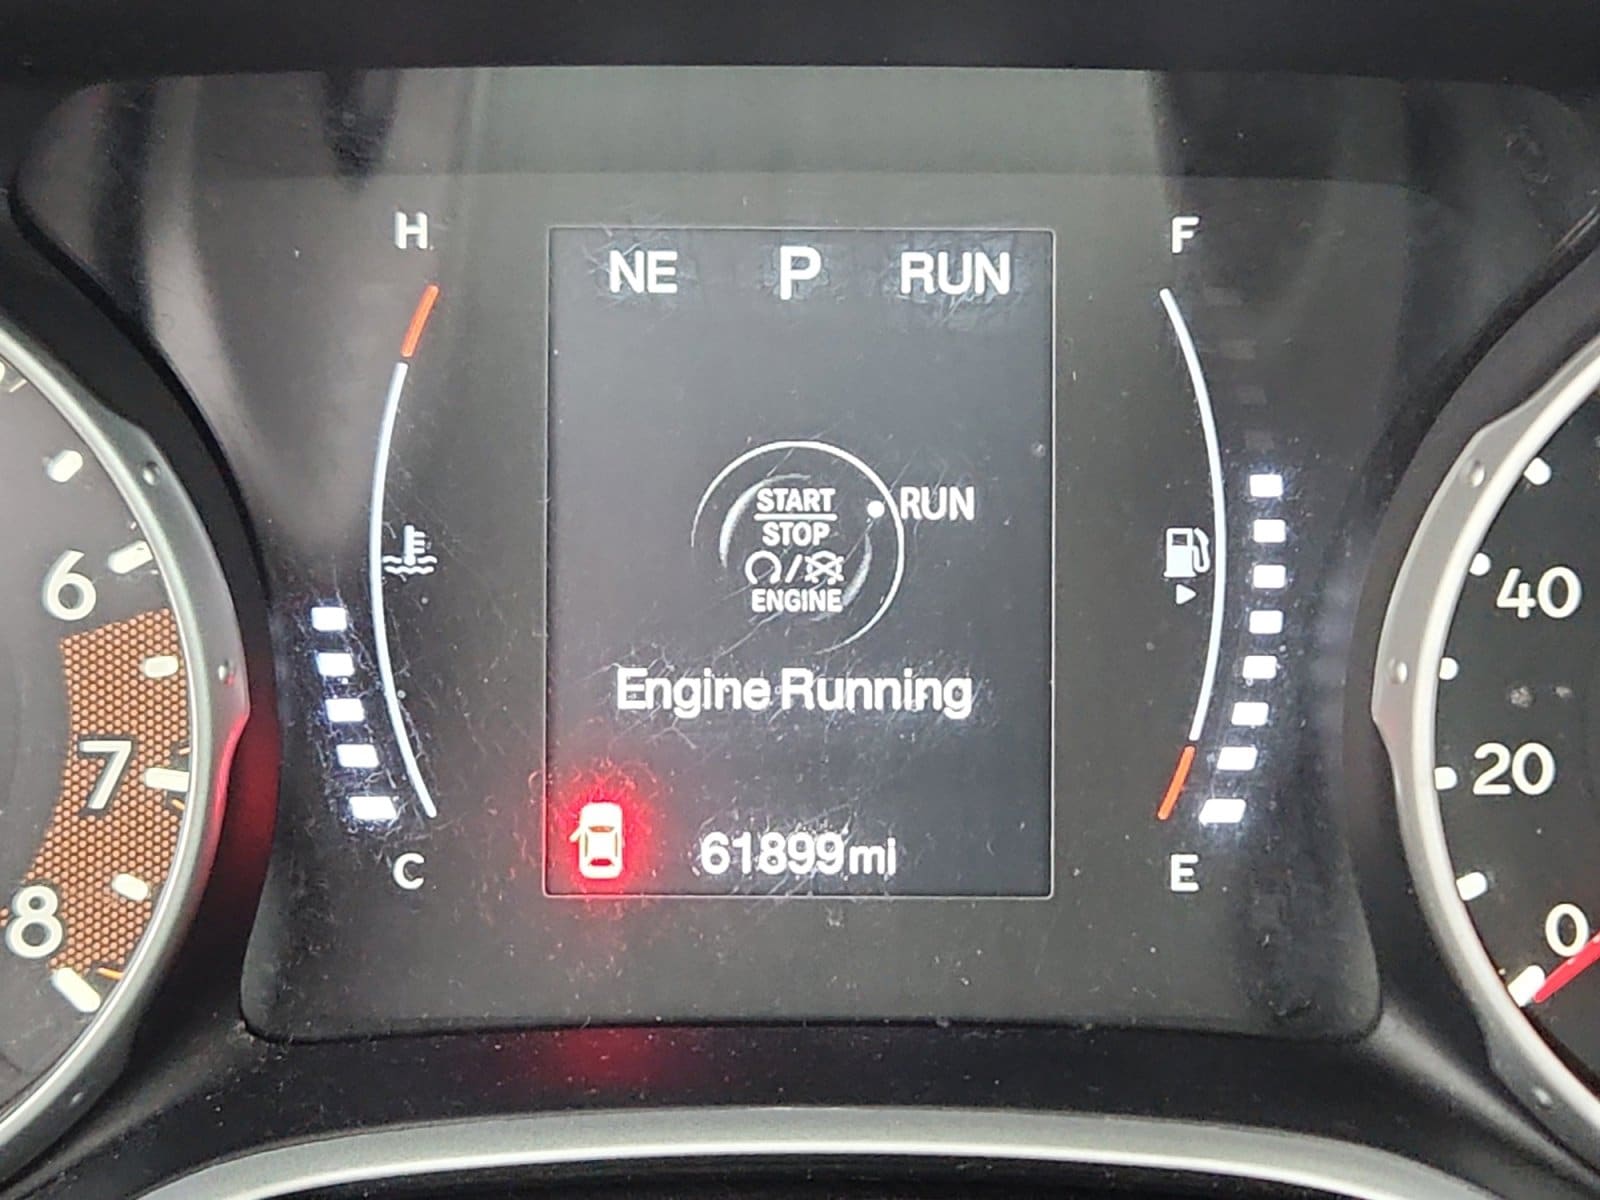 H
F
NE P RUN
START
STOP
RUN
ENGINE
Engine Running
61899mi
C
E
6
7
8
40
20
0